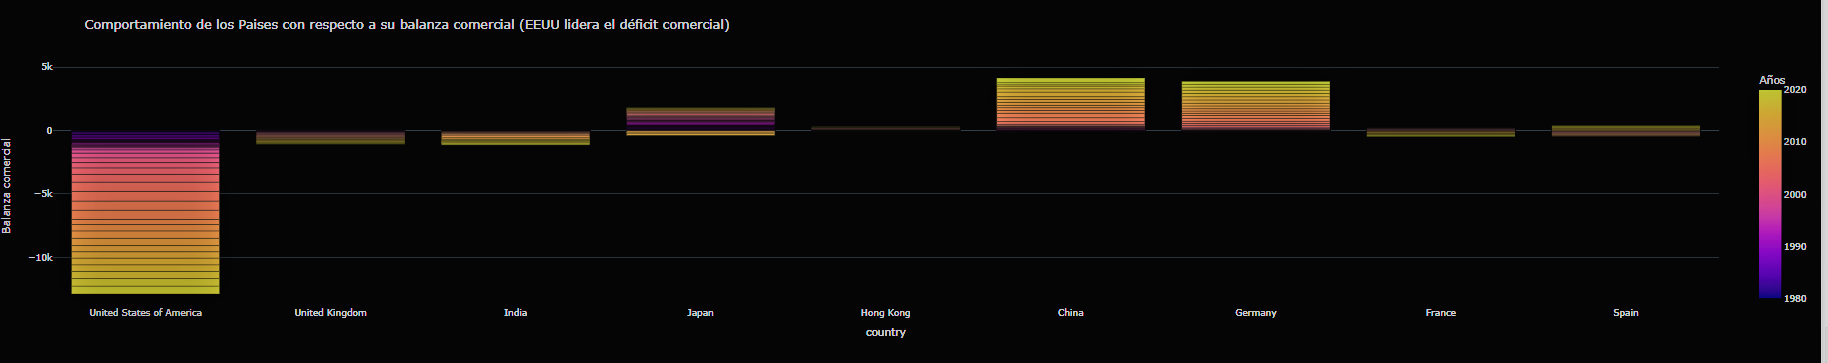 Comportamiento de los Paises con respecto a su balanza comercial (EEUU lidera el déficit comercial)
5k
0
−5k
−10k
Balanza comercial
United States of America
United Kingdom
India
Japan
Hong Kong
China
Germany
France
Spain
country
Años
2020
2010
2000
1990
1980